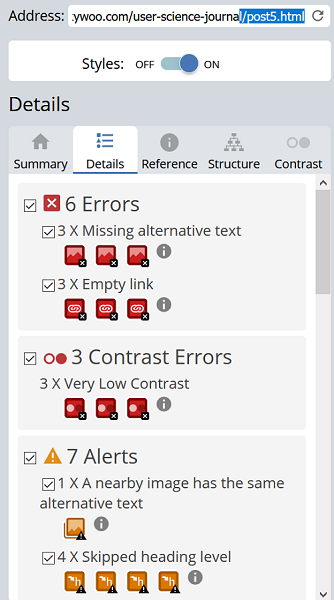 Address: ywoo.com/user-science-journal/post5.html
Styles: OFF ON
Details
Summary Details Reference Structure Contrast
6 Errors
3 X Missing alternative text
3 X Empty link
3 Contrast Errors
3 X Very Low Contrast
7 Alerts
1 X A nearby image has the same
alternative text
4 X Skipped heading level